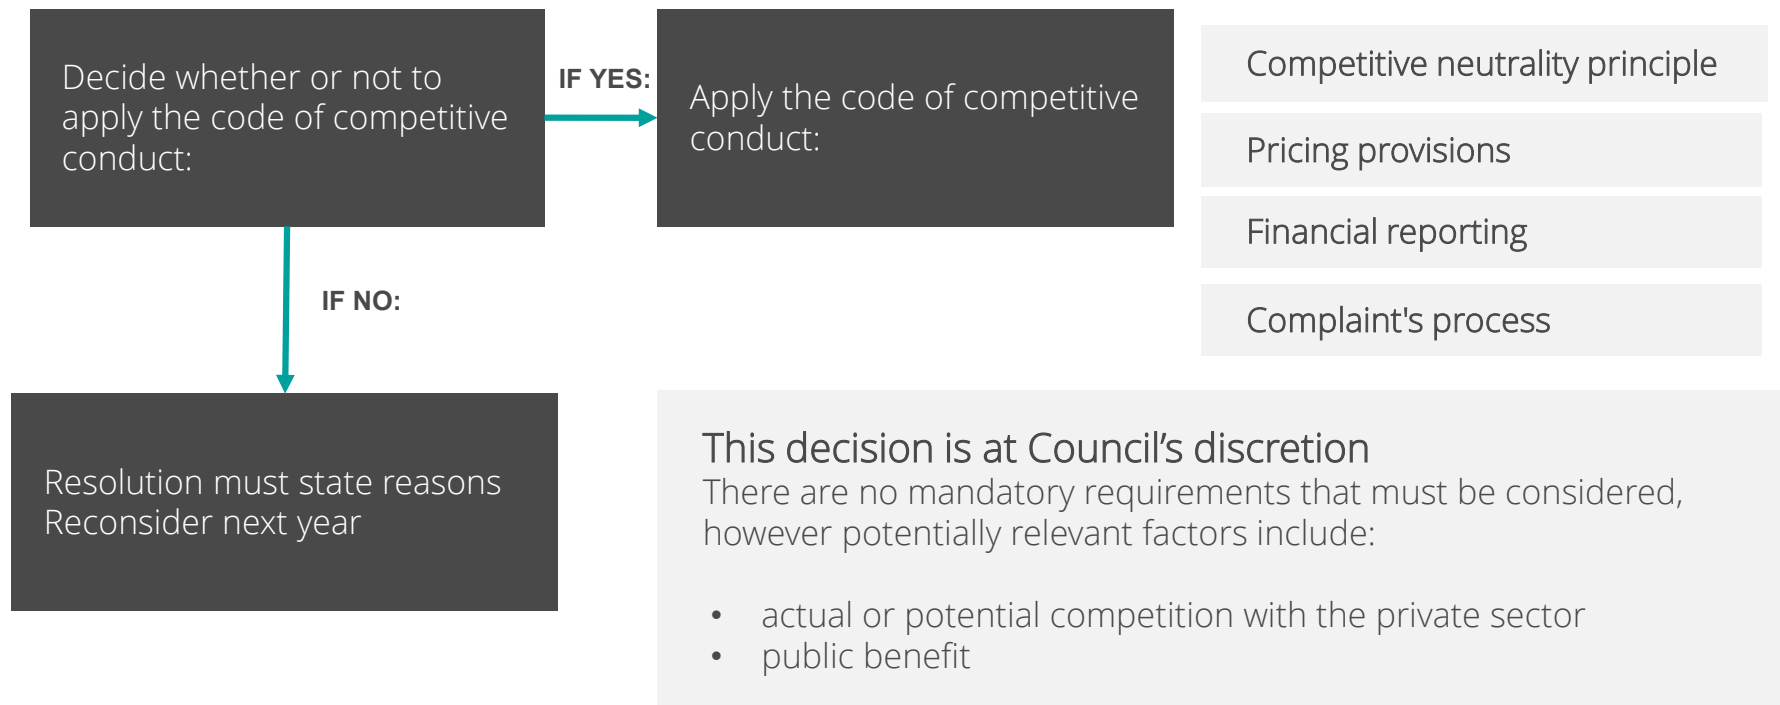 Decide whether or not to
apply the code of competitive
conduct:
IF YES:
Apply the code of competitive
conduct:
Competitive neutrality principle
Pricing provisions
Financial reporting
Complaint's process
IF NO:
Resolution must state reasons
Reconsider next year
This decision is at Council’s discretion
There are no mandatory requirements that must be considered,
however potentially relevant factors include:
• actual or potential competition with the private sector
• public benefit